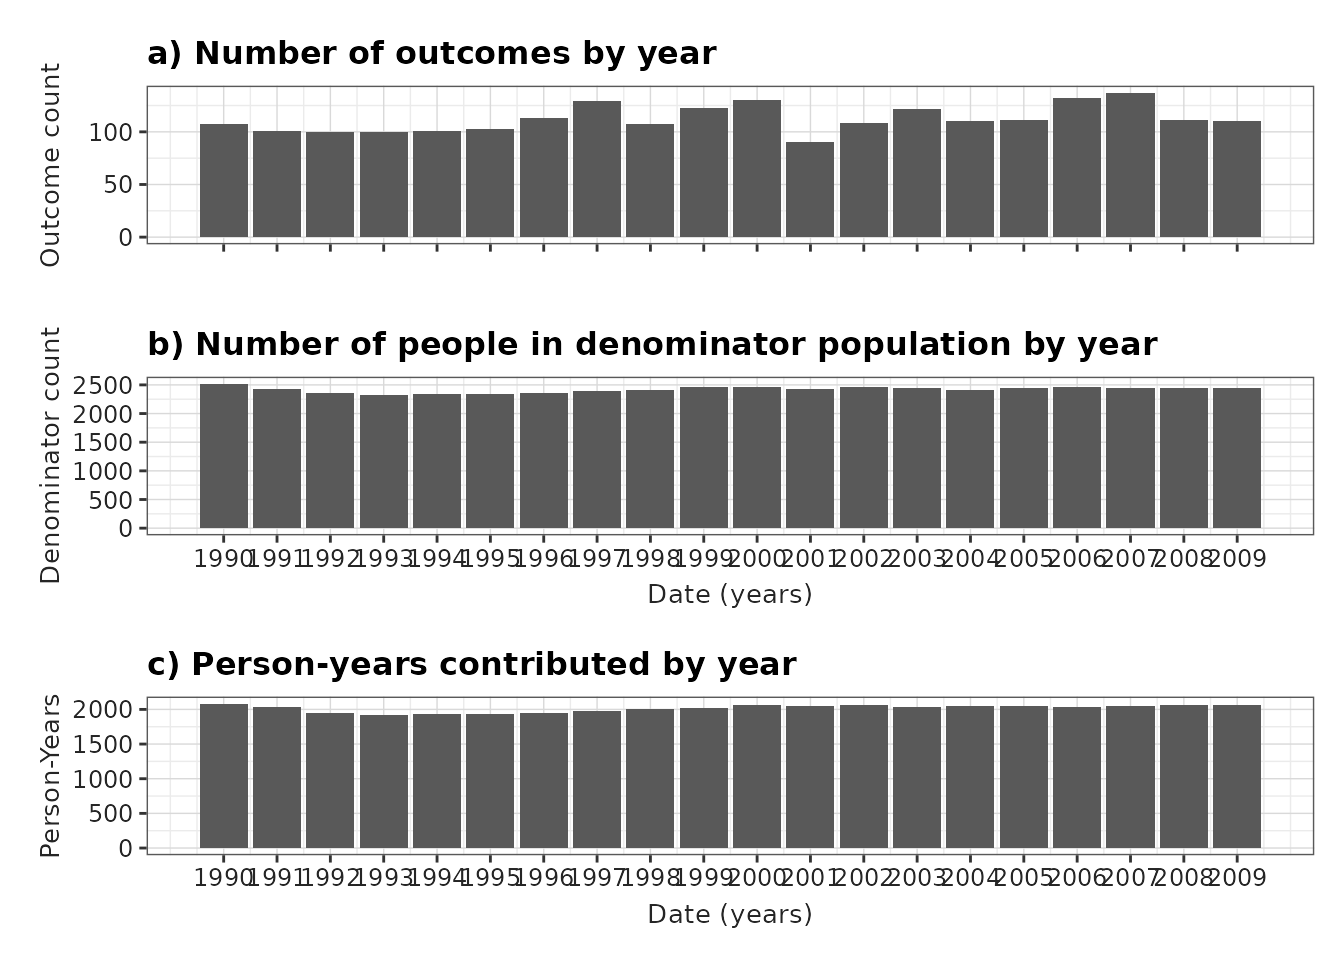 a) Number of outcomes by year
Outcome count
100
50
0
b) Number of people in denominator population by year
Denominator count
2500
2000
1500
1000
500
0
1990 1991 1992 1993 1994 1995 1996 1997 1998 1999 2000 2001 2002 2003 2004 2005 2006 2007 2008 2009
Date (years)
c) Person-years contributed by year
Person-Years
2000
1500
1000
500
0
1990 1991 1992 1993 1994 1995 1996 1997 1998 1999 2000 2001 2002 2003 2004 2005 2006 2007 2008 2009
Date (years)